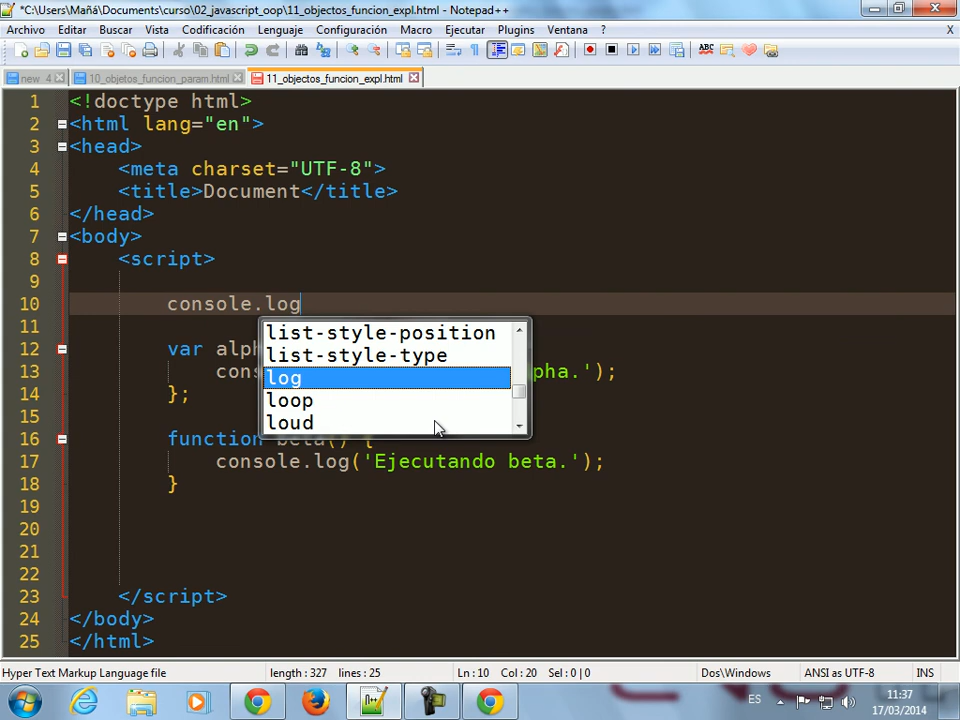 *C:\Users\Mañá\Documents\curso\02_javascript_oop\11_objectos_funcion_expl.html - Notepad++
Archivo Editar Buscar Vista Codificación Lenguaje Configuración Macro Ejecutar Plugins Ventana ? X
new 4 10_objetos_funcion_param.html 11_objectos_funcion_expl.html
1 <!doctype html>
2 <html lang="en">
3 <head>
4 <meta charset="UTF-8">
5 <title>Document</title>
6 </head>
7 <body>
8 <script>
9
10 console.log
11
list-style-position
list-style-type
log
loop
loud
12 var alph
13 cons pha.');
14 };
15
16 function beta() {
17 console.log('Ejecutando beta.');
18 }
19
20
21
22
23 </script>
24 </body>
25 </html>
Hyper Text Markup Language file length : 327 lines : 25 Ln : 10 Col : 20 Sel : 0 | 0 Dos\Windows ANSI as UTF-8 INS
ES 11:37
17/03/2014